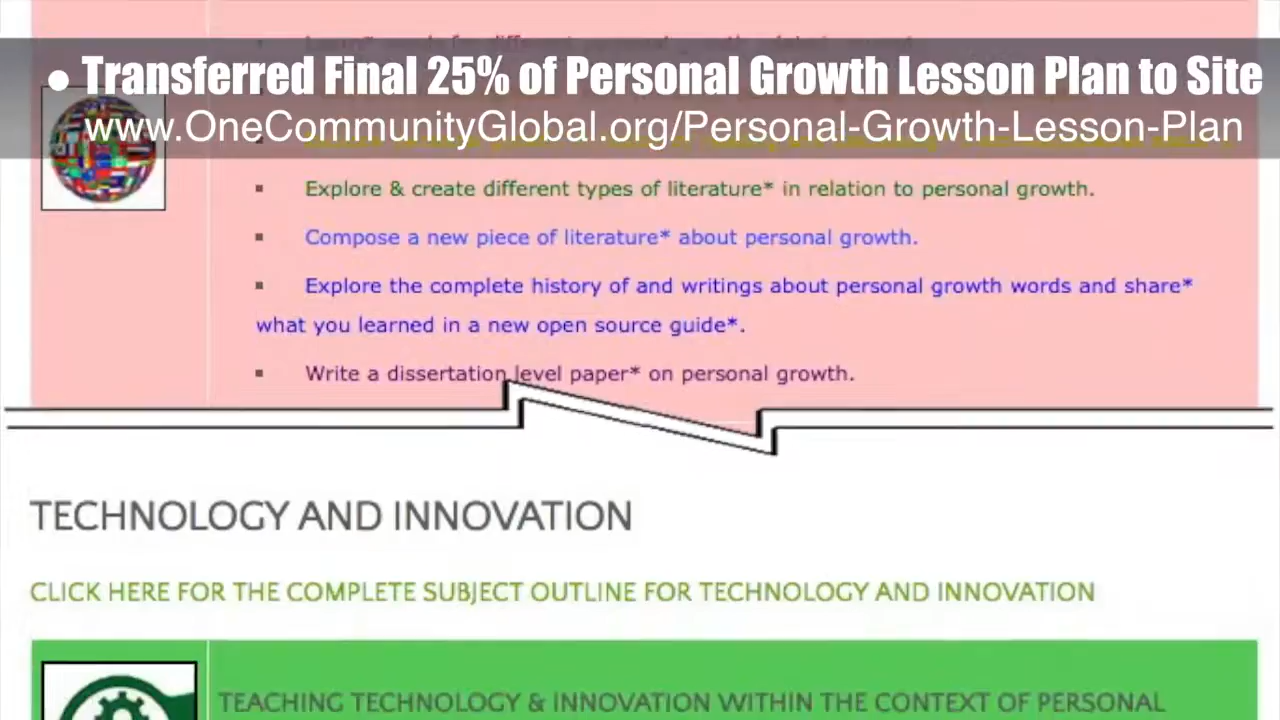 ● Transferred Final 25% of Personal Growth Lesson Plan to Site
www.OneCommunityGlobal.org/Personal-Growth-Lesson-Plan
▪ Explore & create different types of literature* in relation to personal growth.
▪ Compose a new piece of literature* about personal growth.
▪ Explore the complete history of and writings about personal growth words and share*
what you learned in a new open source guide*.
▪ Write a dissertation level paper* on personal growth.
TECHNOLOGY AND INNOVATION
CLICK HERE FOR THE COMPLETE SUBJECT OUTLINE FOR TECHNOLOGY AND INNOVATION
TEACHING TECHNOLOGY & INNOVATION WITHIN THE CONTEXT OF PERSONAL